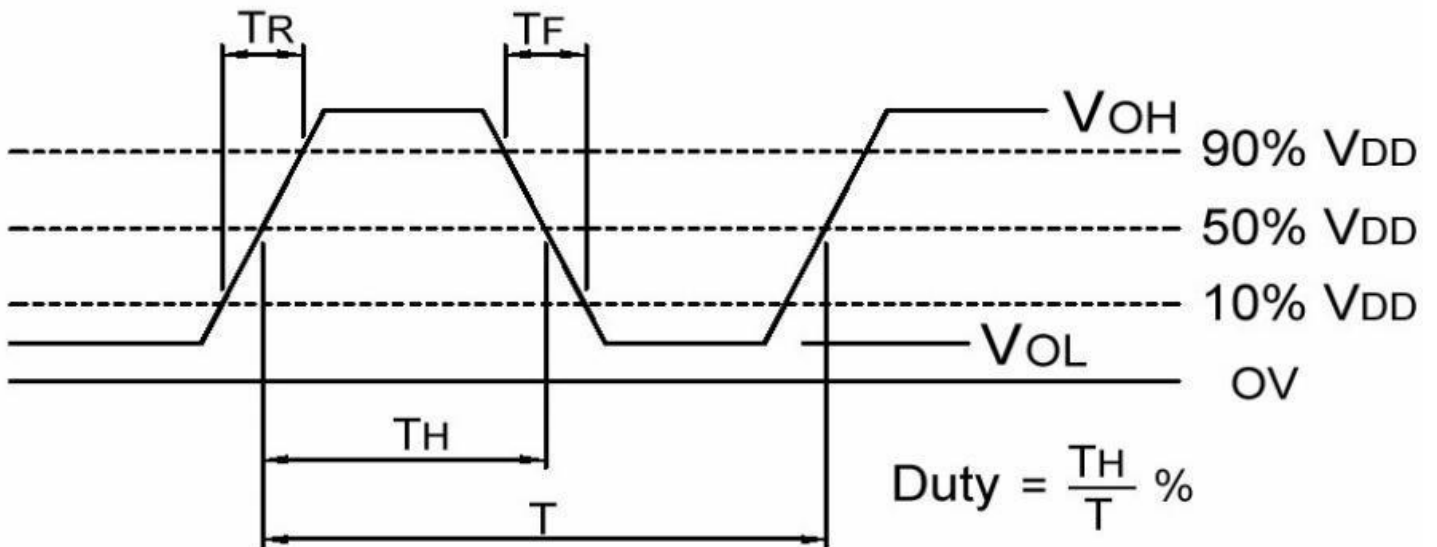 TR
TF
VOH
90% VDD
50% VDD
10% VDD
VOL
OV
TH
Duty = TH/T %
T